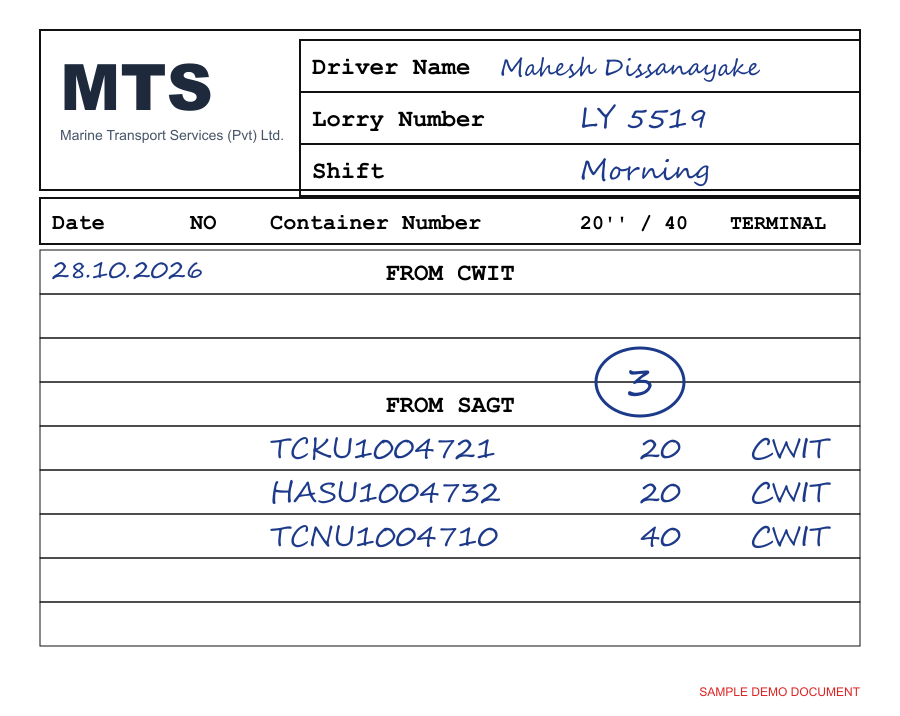 MTS
Marine Transport Services (Pvt) Ltd.
Driver Name Mahesh Dissanayake
Lorry Number LY 5519
Shift Morning
Date NO Container Number 20'' / 40 TERMINAL
28.10.2026 FROM CWIT
3
FROM SAGT
TCKU1004721 20 CWIT
HASU1004732 20 CWIT
TCNU1004710 40 CWIT
SAMPLE DEMO DOCUMENT